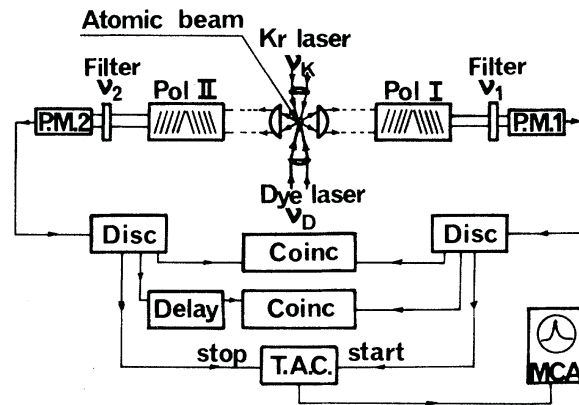 Atomic beam
Kr laser
νK
Filter
ν2
Pol II
Pol I
Filter
ν1
P.M.2
P.M.1
Dye laser
νD
Disc
Coinc
Disc
Delay
Coinc
stop
T.A.C.
start
MCA